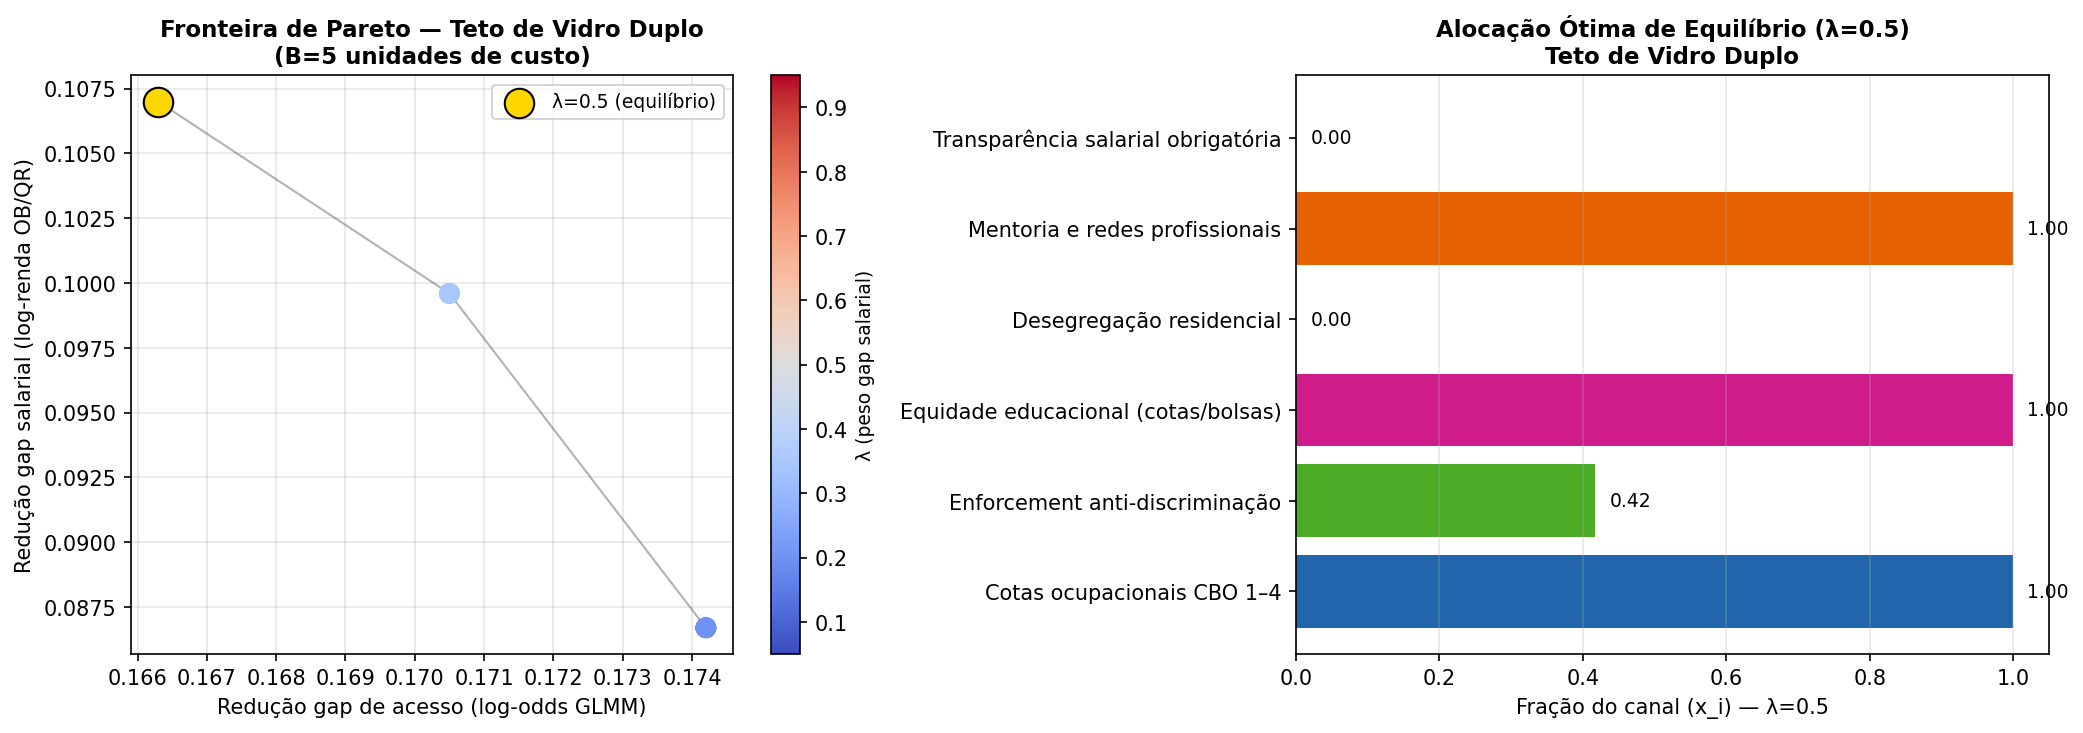 Fronteira de Pareto — Teto de Vidro Duplo
(B=5 unidades de custo)
λ=0.5 (equilíbrio)
Redução gap salarial (log-renda OB/QR)
0.1075
0.1050
0.1025
0.1000
0.0975
0.0950
0.0925
0.0900
0.0875
0.166 0.167 0.168 0.169 0.170 0.171 0.172 0.173 0.174
Redução gap de acesso (log-odds GLMM)
0.9
0.8
0.7
0.6
0.5
0.4
0.3
0.2
0.1
λ (peso gap salarial)
Alocação Ótima de Equilíbrio (λ=0.5)
Teto de Vidro Duplo
Transparência salarial obrigatória 0.00
Mentoria e redes profissionais 1.00
Desegregação residencial 0.00
Equidade educacional (cotas/bolsas) 1.00
Enforcement anti-discriminação 0.42
Cotas ocupacionais CBO 1–4 1.00
0.0 0.2 0.4 0.6 0.8 1.0
Fração do canal (x_i) — λ=0.5